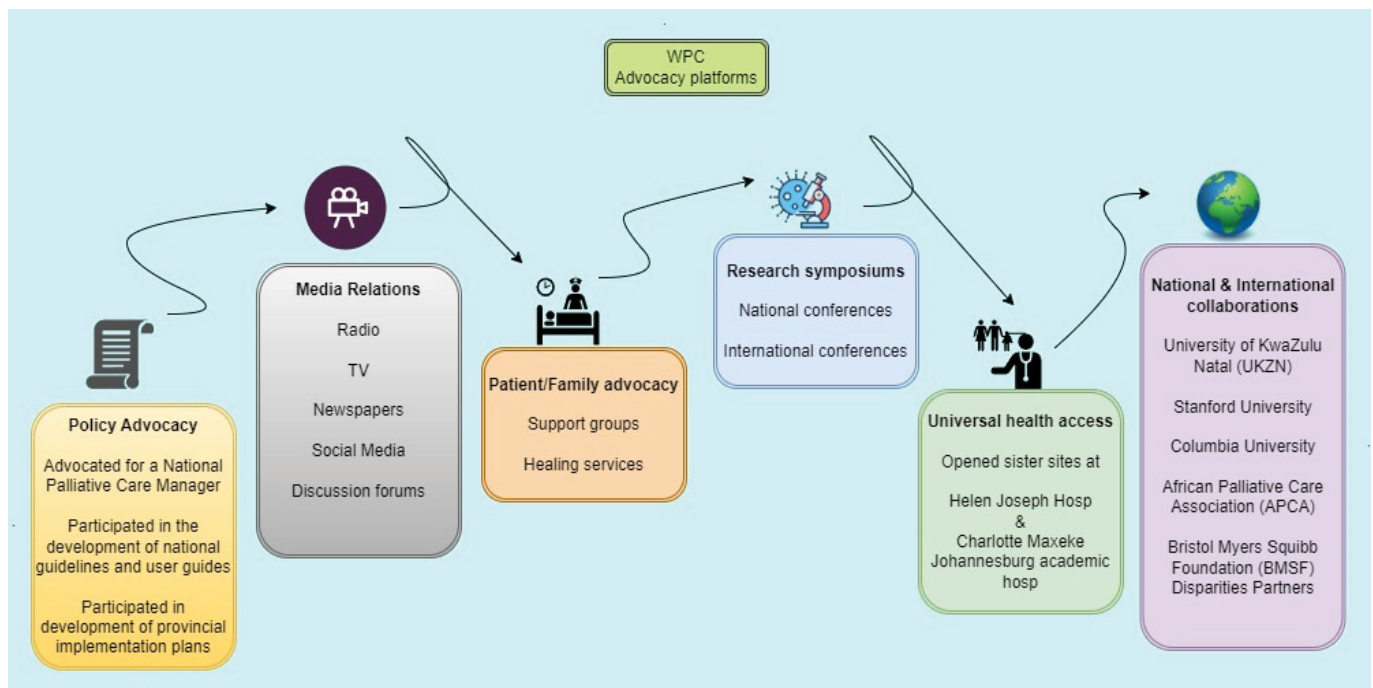 WPC
Advocacy platforms
Policy Advocacy
Advocated for a National
Palliative Care Manager
Participated in the
development of national
guidelines and user guides
Participated in
development of provincial
implementation plans
Media Relations
Radio
TV
Newspapers
Social Media
Discussion forums
Patient/Family advocacy
Support groups
Healing services
Research symposiums
National conferences
International conferences
Universal health access
Opened sister sites at
Helen Joseph Hosp
&
Charlotte Maxeke
Johannesburg academic
hosp
National & International
collaborations
University of KwaZulu
Natal (UKZN)
Stanford University
Columbia University
African Palliative Care
Association (APCA)
Bristol Myers Squibb
Foundation (BMSF)
Disparities Partners